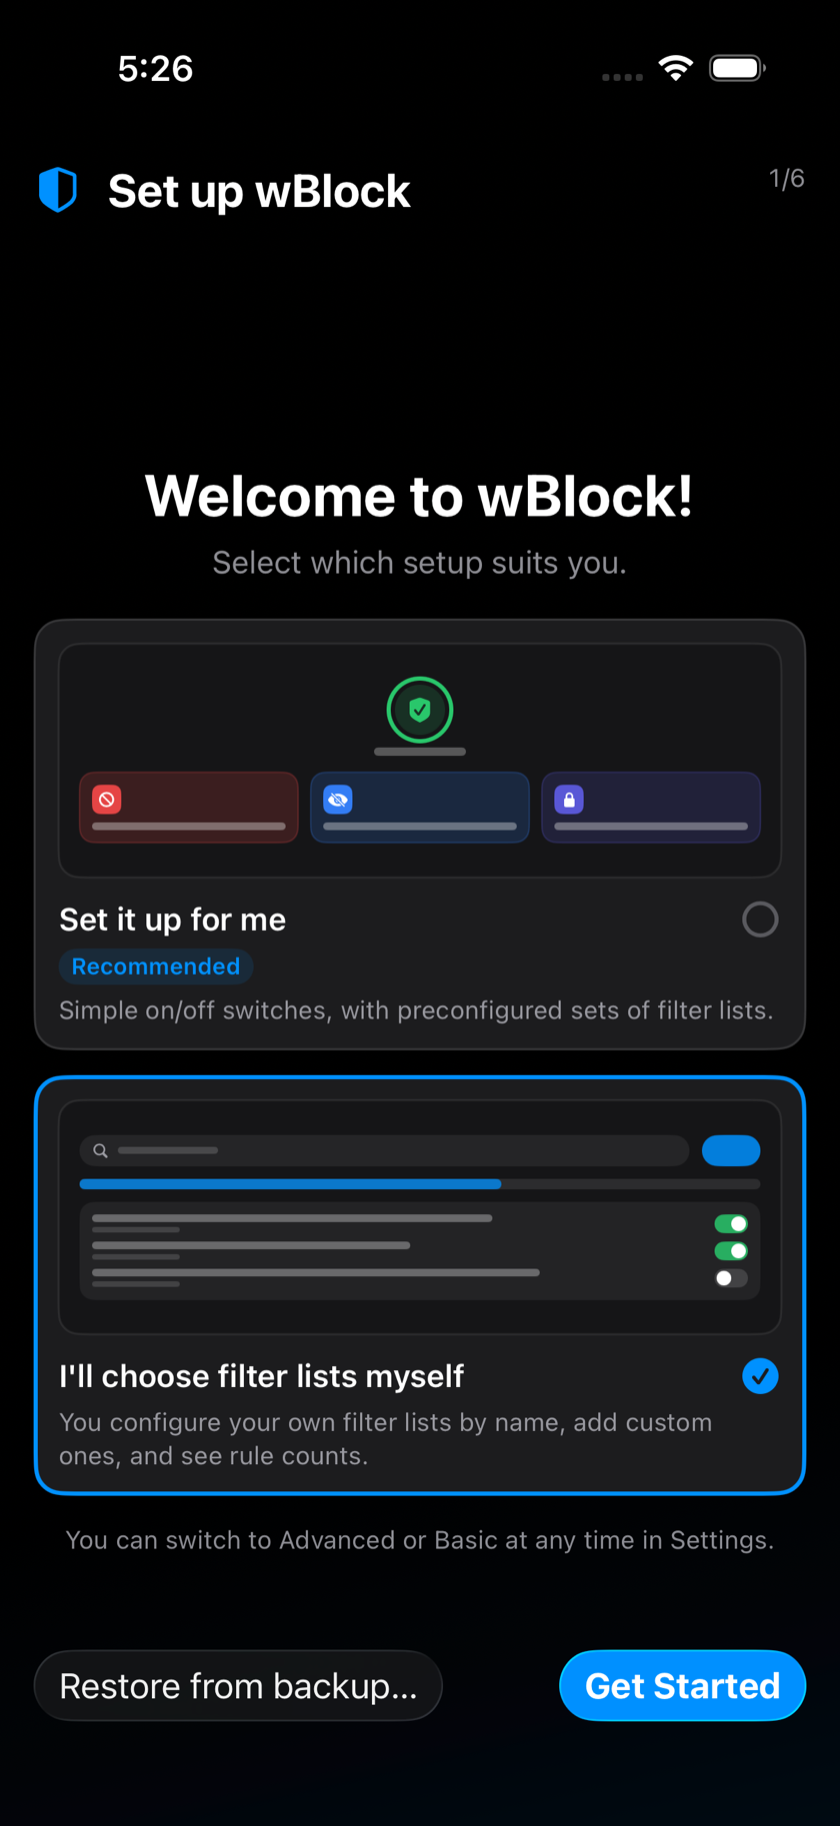 5:26
Set up wBlock
1/6
Welcome to wBlock!
Select which setup suits you.
Set it up for me
Recommended
Simple on/off switches, with preconfigured sets of filter lists.
I'll choose filter lists myself
You configure your own filter lists by name, add custom
ones, and see rule counts.
You can switch to Advanced or Basic at any time in Settings.
Restore from backup...
Get Started